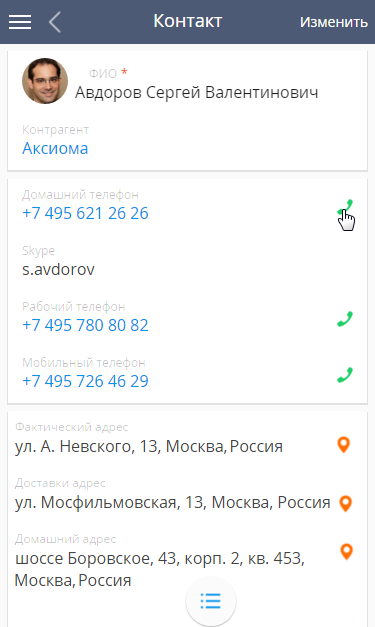 Контакт
Изменить
ФИО *
Авдоров Сергей Валентинович
Контрагент
Аксиома
Домашний телефон
+7 495 621 26 26
Skype
s.avdorov
Рабочий телефон
+7 495 780 80 82
Мобильный телефон
+7 495 726 46 29
Фактический адрес
ул. А. Невского, 13, Москва, Россия
Доставки адрес
ул. Мосфильмовская, 13, Москва, Россия
Домашний адрес
шоссе Боровское, 43, корп. 2, кв. 453,
Москва, Россия